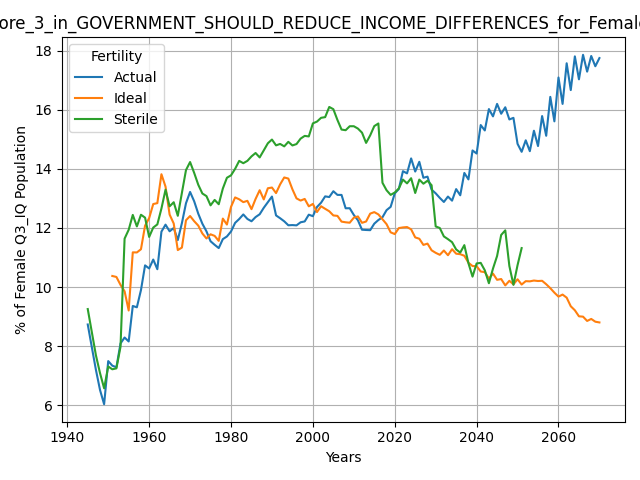 ore_3_in_GOVERNMENT_SHOULD_REDUCE_INCOME_DIFFERENCES_for_Female
Fertility
Actual
Ideal
Sterile
% of Female Q3_IQ Population
18
16
14
12
10
8
6
1940 1960 1980 2000 2020 2040 2060
Years